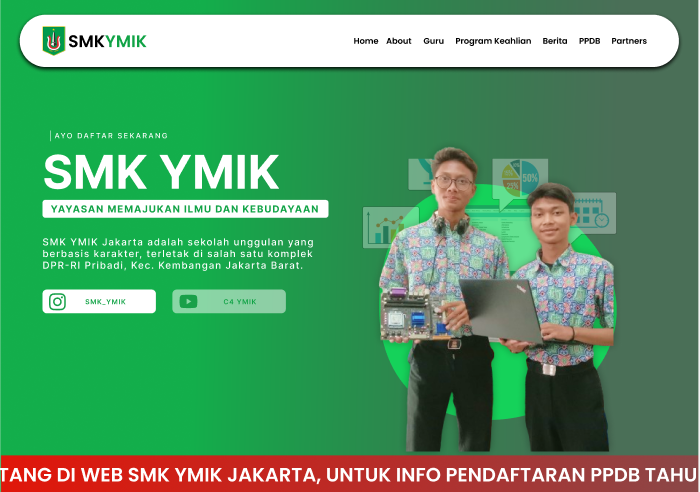 SMKYMIK
Home About Guru Program Keahlian Berita PPDB Partners
AYO DAFTAR SEKARANG
SMK YMIK
YAYASAN MEMAJUKAN ILMU DAN KEBUDAYAAN
SMK YMIK Jakarta adalah sekolah unggulan yang
berbasis karakter, terletak di salah satu komplek
DPR-RI Pribadi, Kec. Kembangan Jakarta Barat.
SMK_YMIK
C4 YMIK
50%
TANG DI WEB SMK YMIK JAKARTA, UNTUK INFO PENDAFTARAN PPDB TAHU